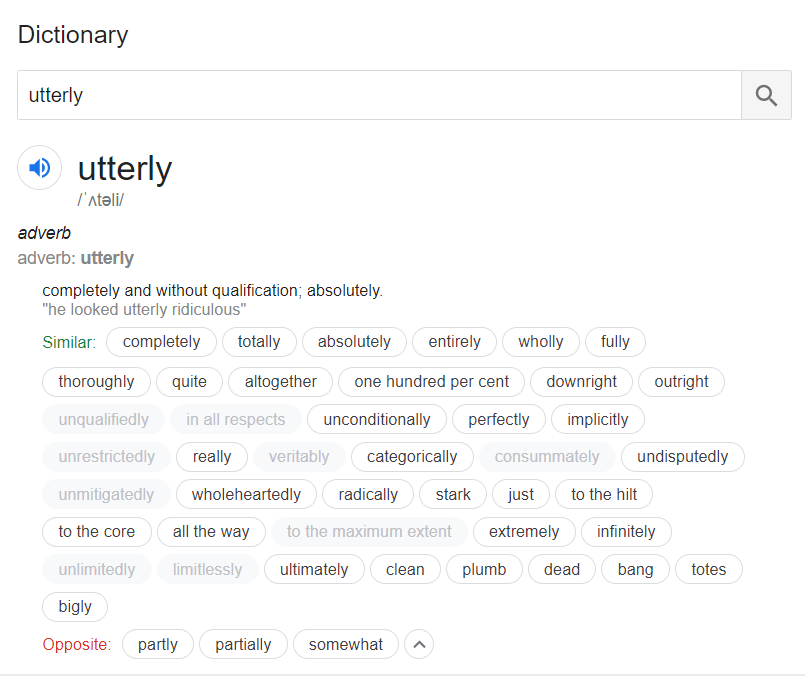 Dictionary
utterly
utterly
/ˈʌtəli/
adverb
adverb: utterly
completely and without qualification; absolutely.
"he looked utterly ridiculous"
Similar: completely totally absolutely entirely wholly fully
thoroughly quite altogether one hundred per cent downright outright
unqualifiedly in all respects unconditionally perfectly implicitly
unrestrictedly really veritably categorically consummately undisputedly
unmitigatedly wholeheartedly radically stark just to the hilt
to the core all the way to the maximum extent extremely infinitely
unlimitedly limitlessly ultimately clean plumb dead bang totes
bigly
Opposite: partly partially somewhat